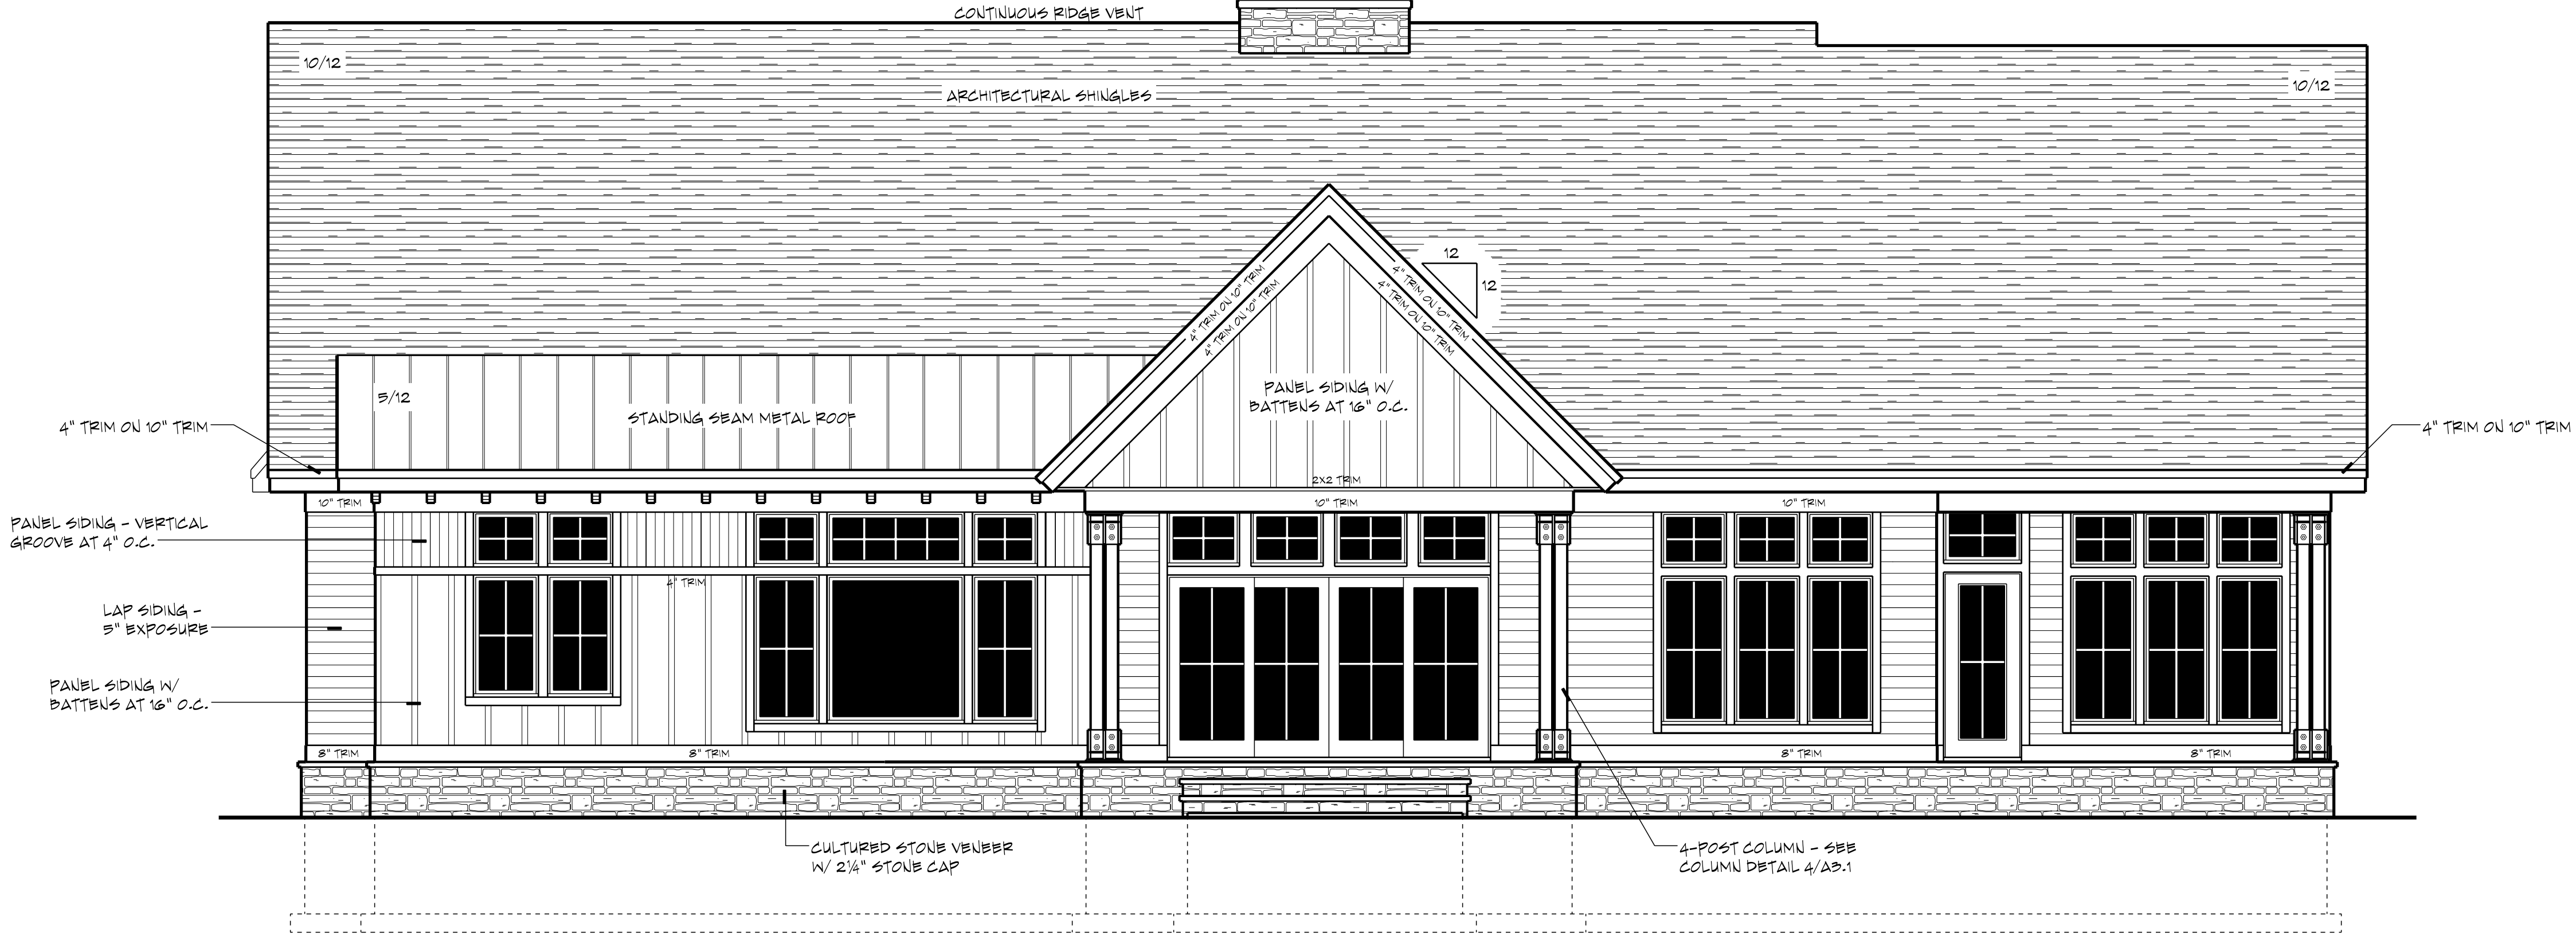 CONTINUOUS RIDGE VENT
10/12
10/12
ARCHITECTURAL SHINGLES
12
12
4" TRIM ON 10" TRIM
4" TRIM ON 10" TRIM
4" TRIM ON 10" TRIM
4" TRIM ON 10" TRIM
5/12
STANDING SEAM METAL ROOF
PANEL SIDING W/
BATTENS AT 16" O.C.
4" TRIM ON 10" TRIM
4" TRIM ON 10" TRIM
2X2 TRIM
10" TRIM
10" TRIM
10" TRIM
PANEL SIDING - VERTICAL
GROOVE AT 4" O.C.
4" TRIM
LAP SIDING -
5" EXPOSURE
PANEL SIDING W/
BATTENS AT 16" O.C.
8" TRIM
8" TRIM
8" TRIM
8" TRIM
CULTURED STONE VENEER
W/ 2¼" STONE CAP
4-POST COLUMN - SEE
COLUMN DETAIL 4/A3.1